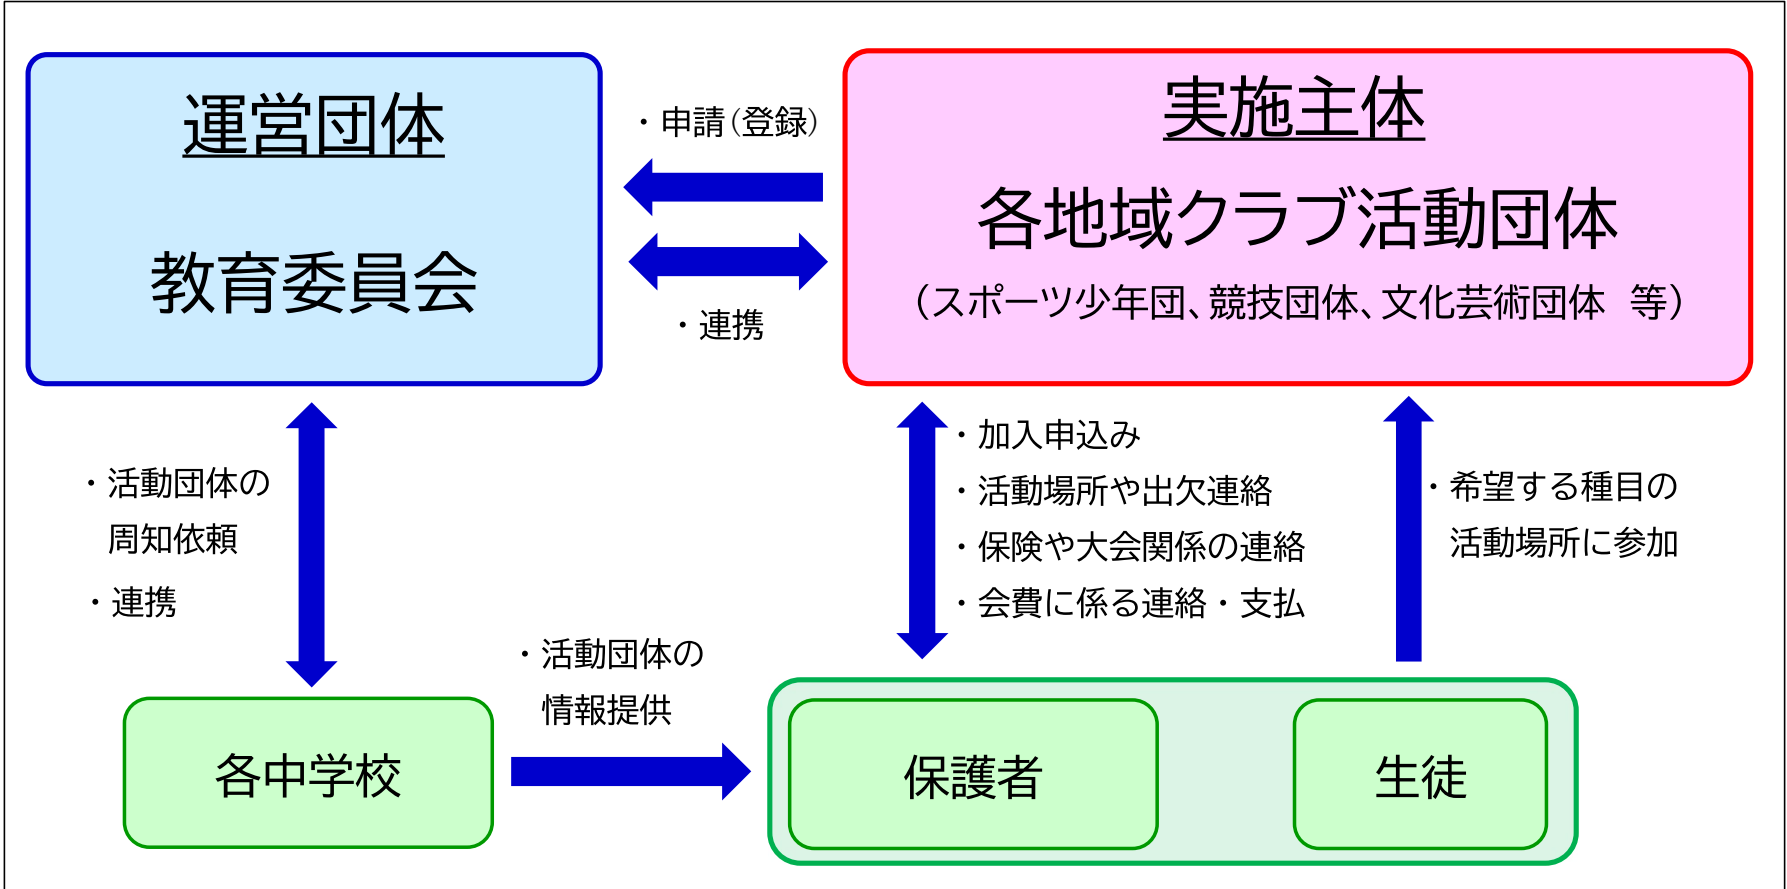 運営団体
教育委員会
・申請（登録）
・連携
実施主体
各地域クラブ活動団体
（スポーツ少年団、競技団体、文化芸術団体　等）
・活動団体の
周知依頼
・連携
・加入申込み
・活動場所や出欠連絡
・保険や大会関係の連絡
・会費に係る連絡・支払
・希望する種目の
活動場所に参加
・活動団体の
情報提供
各中学校
保護者
生徒